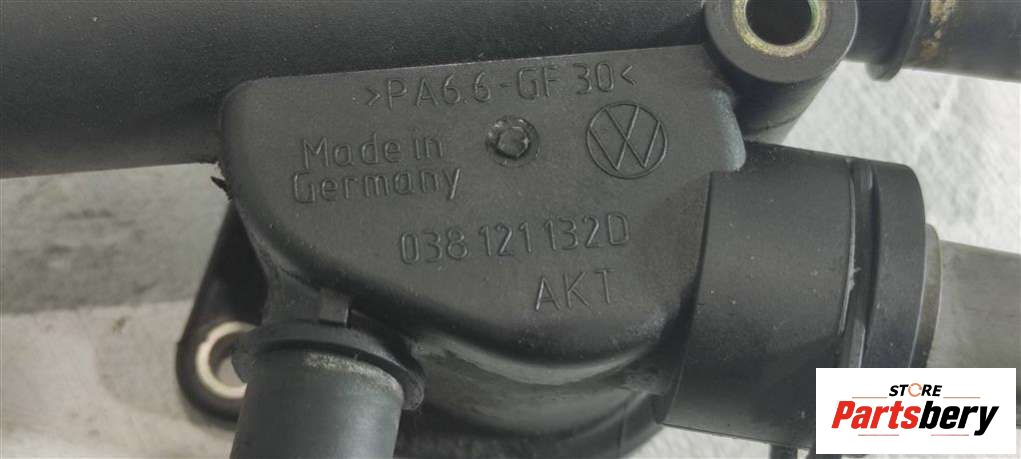 >PA6.6-GF30<
Made in
Germany
038 121 132D
AKT
STORE
Partsbery